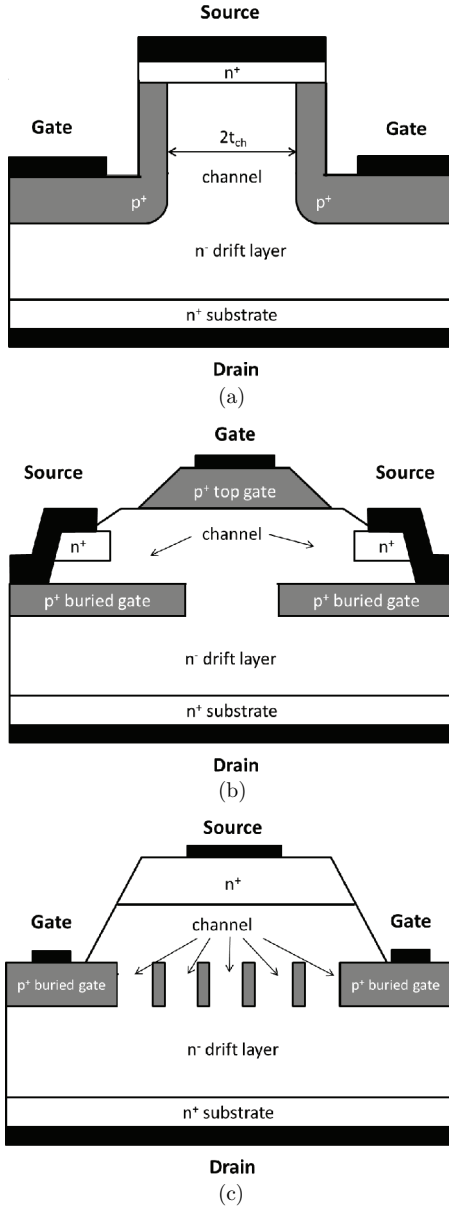 Source
n⁺
Gate
Gate
2t_ch
channel
p⁺
p⁺
n⁻ drift layer
n⁺ substrate
Drain
(a)
Gate
Source
Source
p⁺ top gate
channel
n⁺
n⁺
p⁺ buried gate
p⁺ buried gate
n⁻ drift layer
n⁺ substrate
Drain
(b)
Source
n⁺
Gate
Gate
channel
p⁺ buried gate
p⁺ buried gate
n⁻ drift layer
n⁺ substrate
Drain
(c)